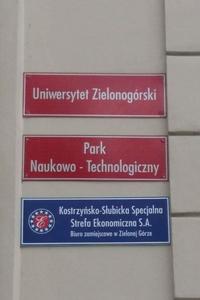 Uniwersytet Zielonogórski
Park
Naukowo - Technologiczny
Kostrzyńsko-Słubicka Specjalna
Strefa Ekonomiczna S.A.
Biuro zamiejscowe w Zielonej Górze